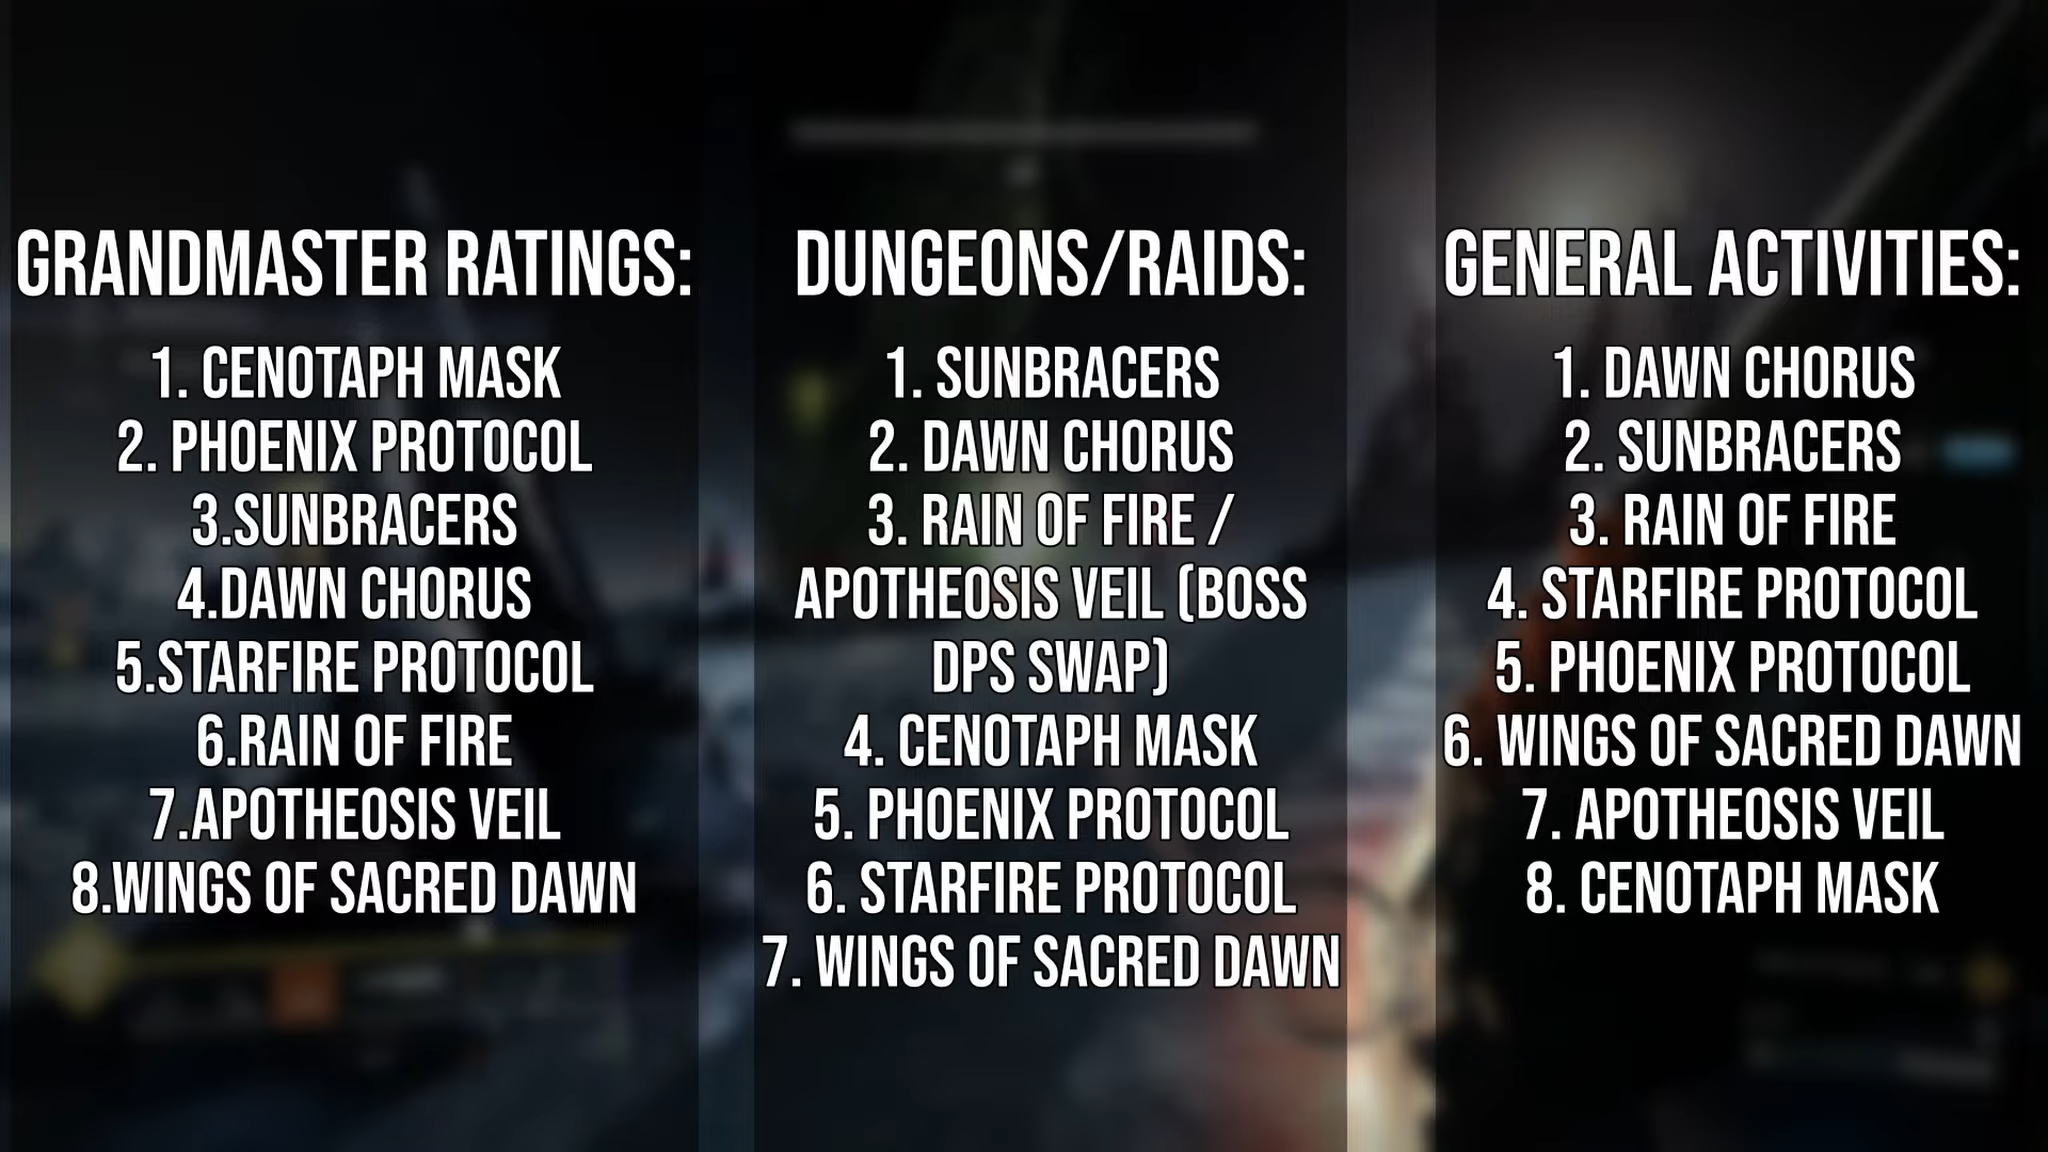 GRANDMASTER RATINGS:
1. CENOTAPH MASK
2. PHOENIX PROTOCOL
3.SUNBRACERS
4.DAWN CHORUS
5.STARFIRE PROTOCOL
6.RAIN OF FIRE
7.APOTHEOSIS VEIL
8.WINGS OF SACRED DAWN
DUNGEONS/RAIDS:
1. SUNBRACERS
2. DAWN CHORUS
3. RAIN OF FIRE /
APOTHEOSIS VEIL (BOSS
DPS SWAP)
4. CENOTAPH MASK
5. PHOENIX PROTOCOL
6. STARFIRE PROTOCOL
7. WINGS OF SACRED DAWN
GENERAL ACTIVITIES:
1. DAWN CHORUS
2. SUNBRACERS
3. RAIN OF FIRE
4. STARFIRE PROTOCOL
5. PHOENIX PROTOCOL
6. WINGS OF SACRED DAWN
7. APOTHEOSIS VEIL
8. CENOTAPH MASK